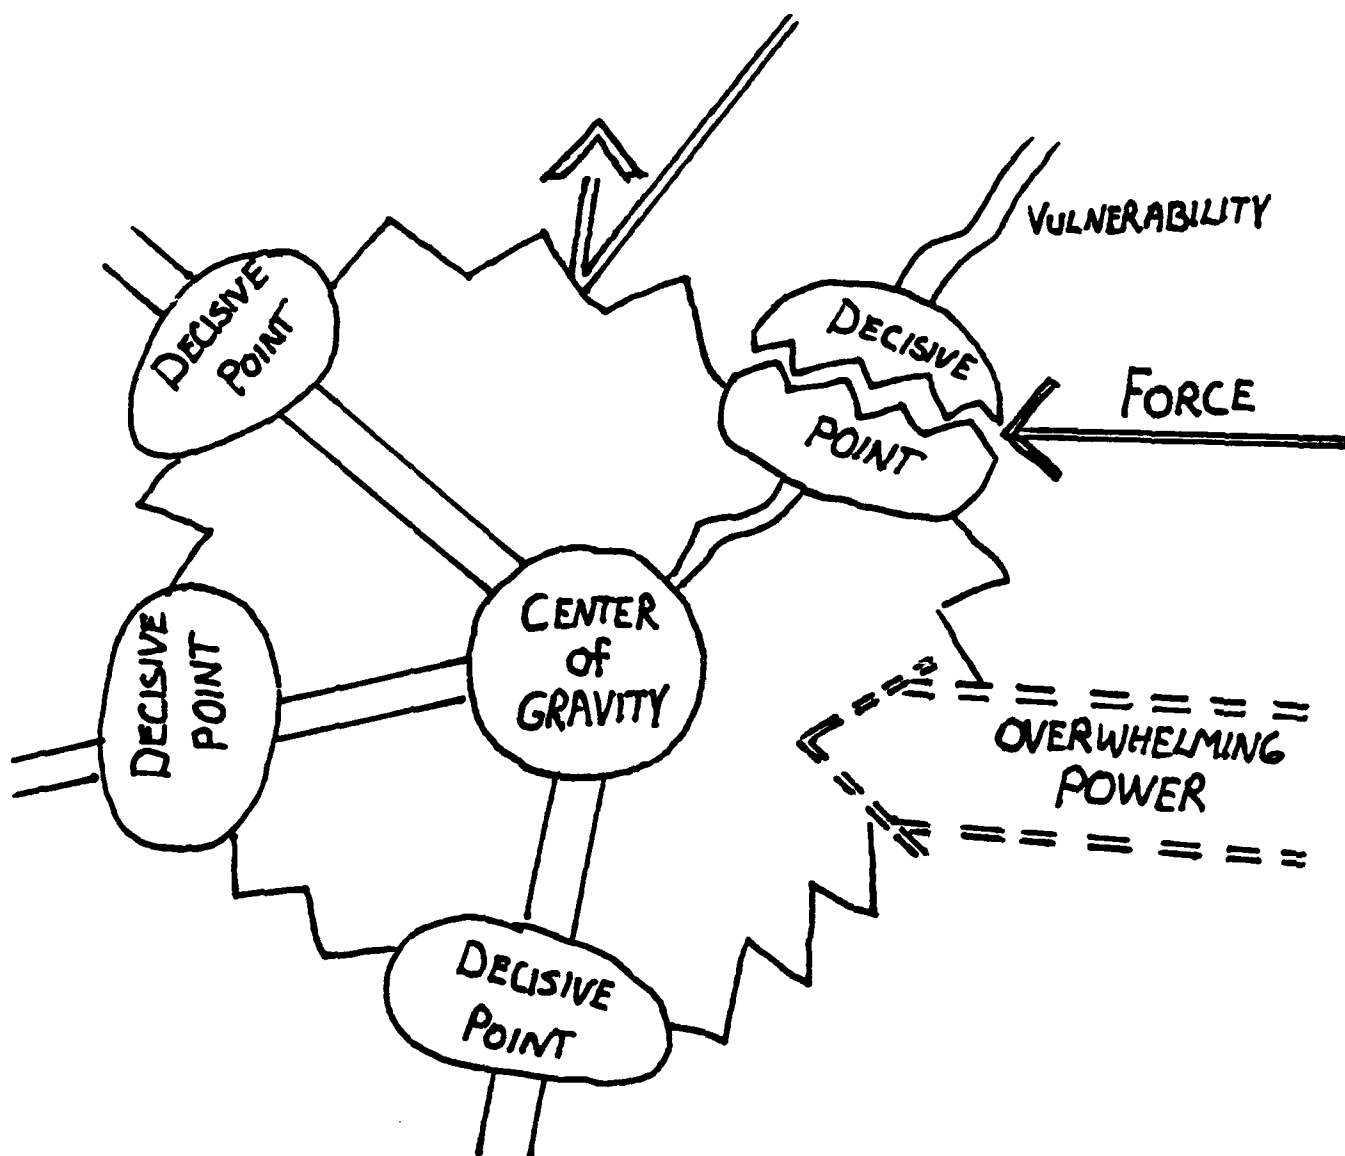 VULNERABILITY
DECISIVE
POINT
DECISIVE
POINT
FORCE
CENTER
of
GRAVITY
DECISIVE
POINT
OVERWHELMING
POWER
DECISIVE
POINT